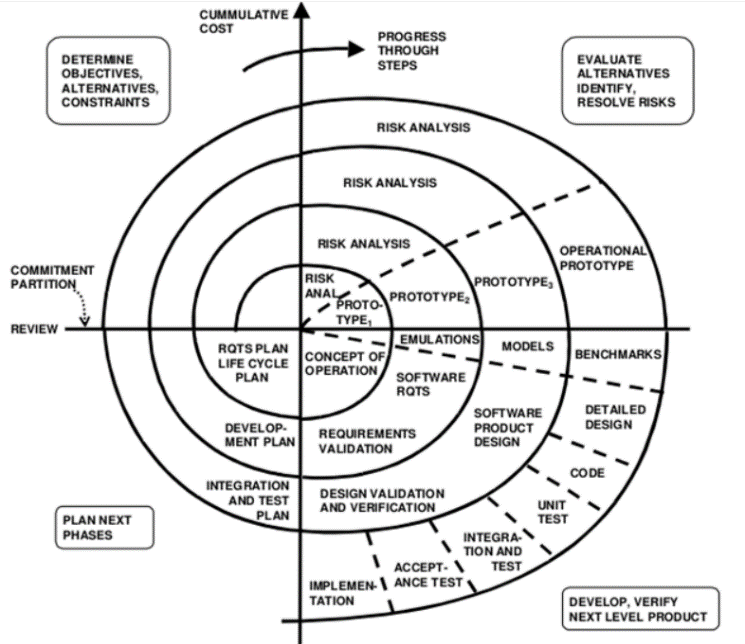 CUMMULATIVE
COST
PROGRESS
THROUGH
STEPS
DETERMINE
OBJECTIVES,
ALTERNATIVES,
CONSTRAINTS
EVALUATE
ALTERNATIVES
IDENTIFY,
RESOLVE RISKS
RISK ANALYSIS
RISK ANALYSIS
RISK ANALYSIS
RISK
ANAL.
PROTO-
TYPE1
PROTOTYPE2
PROTOTYPE3
OPERATIONAL
PROTOTYPE
COMMITMENT
PARTITION
REVIEW
EMULATIONS
MODELS
BENCHMARKS
RQTS PLAN
LIFE CYCLE
PLAN
CONCEPT OF
OPERATION
SOFTWARE
RQTS
SOFTWARE
PRODUCT
DESIGN
DETAILED
DESIGN
DEVELOP-
MENT PLAN
REQUIREMENTS
VALIDATION
CODE
INTEGRATION
AND TEST
PLAN
DESIGN VALIDATION
AND VERIFICATION
UNIT
TEST
INTEGRA-
TION AND
TEST
ACCEPT-
ANCE TEST
IMPLEMEN-
TATION
PLAN NEXT
PHASES
DEVELOP, VERIFY
NEXT LEVEL PRODUCT